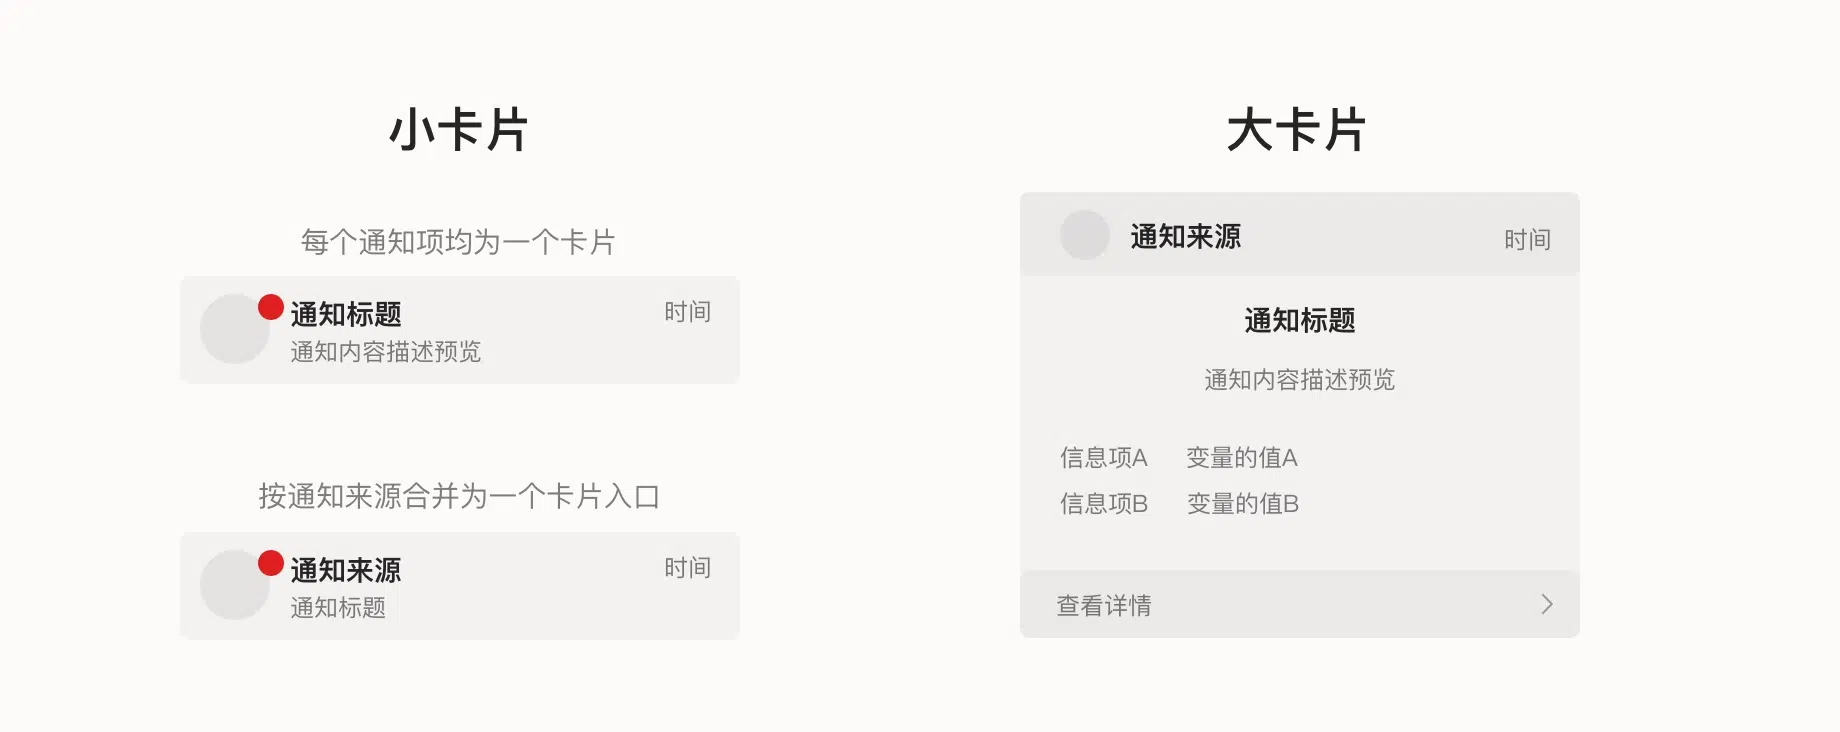 小卡片
每个通知项均为一个卡片
通知标题
时间
通知内容描述预览
按通知来源合并为一个卡片入口
通知来源
时间
通知标题
大卡片
通知来源
时间
通知标题
通知内容描述预览
信息项A 变量的值A
信息项B 变量的值B
查看详情